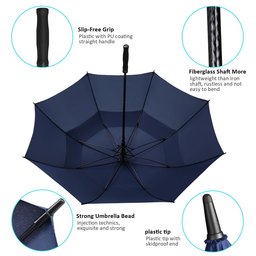 Slip-Free Grip
Plastic with PU coating
straight handle
Fiberglass Shaft More
lightweight than iron
shaft, rustless and not
easy to bend
Strong Umbrella Bead
injection technics,
exquisite and strong
plastic tip
plastic tip with
skidproof end